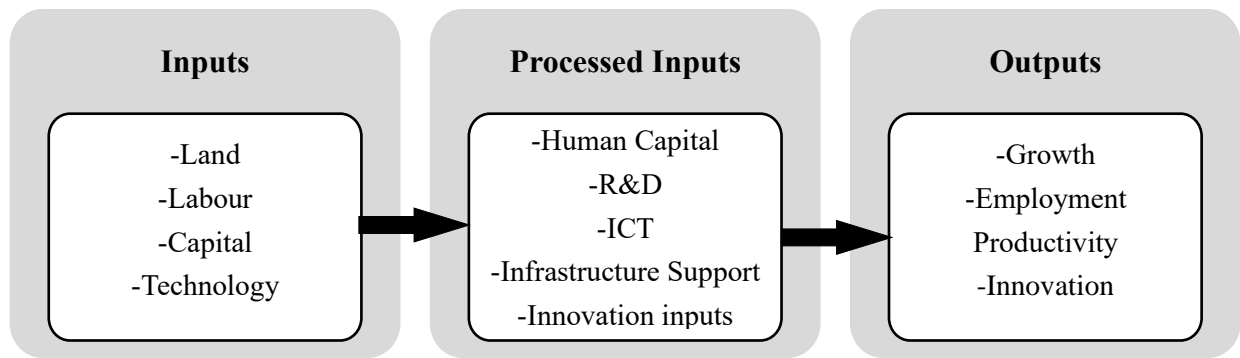 Inputs
-Land
-Labour
-Capital
-Technology
Processed Inputs
-Human Capital
-R&D
-ICT
-Infrastructure Support
-Innovation inputs
Outputs
-Growth
-Employment
Productivity
-Innovation